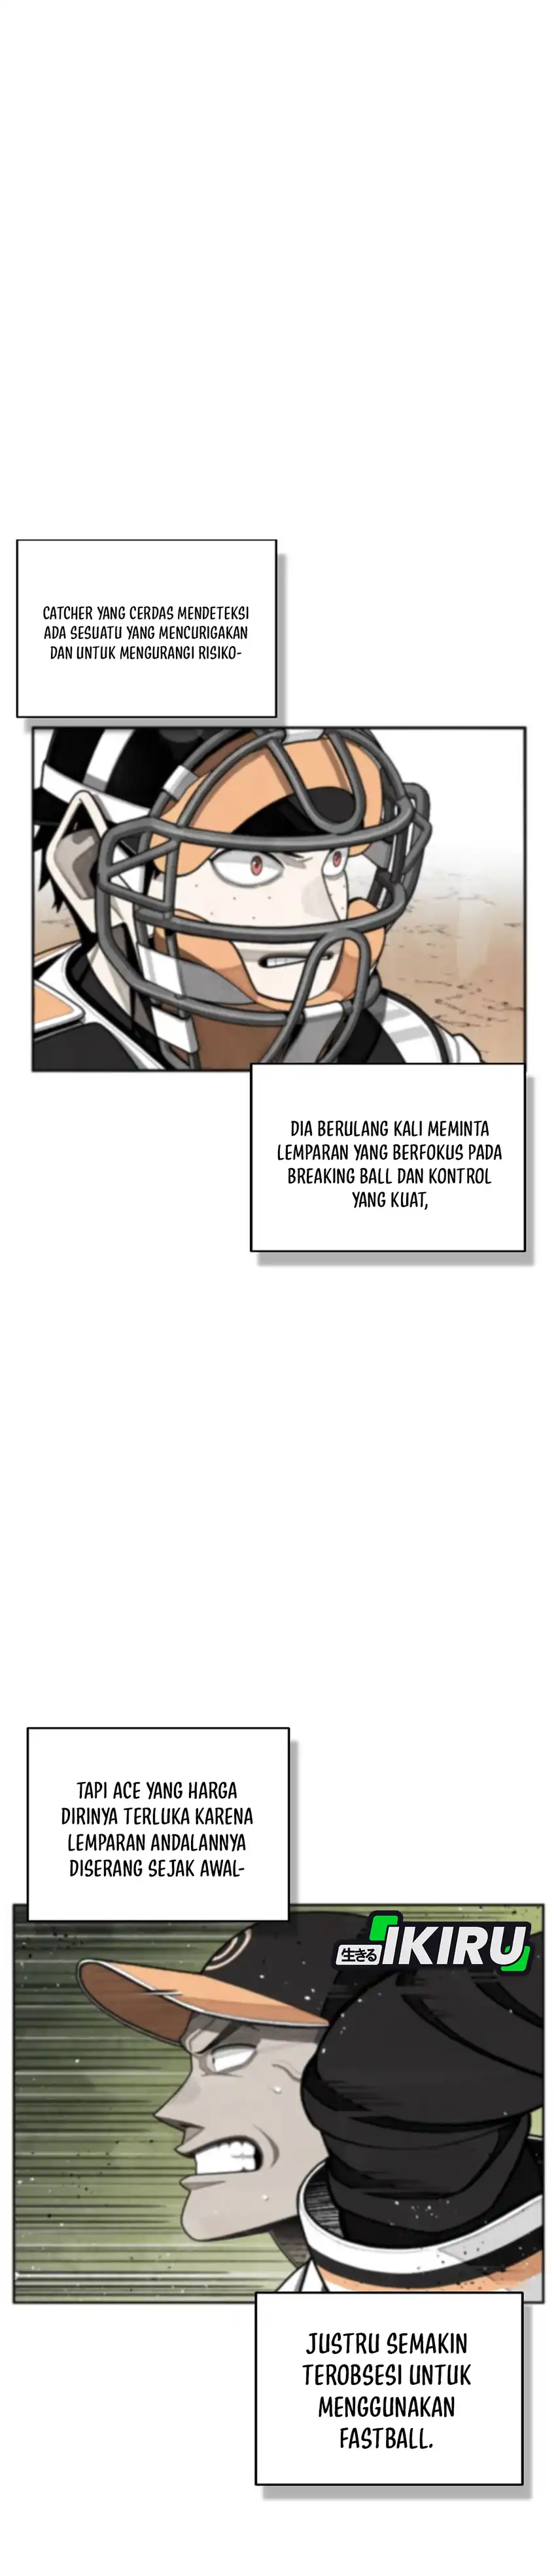 CATCHER YANG CERDAS MENDETEKSI
ADA SESUATU YANG MENCURIGAKAN
DAN UNTUK MENGURANGI RISIKO-
DIA BERULANG KALI MEMINTA
LEMPARAN YANG BERFOKUS PADA
BREAKING BALL DAN KONTROL
YANG KUAT,
TAPI ACE YANG HARGA
DIRINYA TERLUKA KARENA
LEMPARAN ANDALANNYA
DISERANG SEJAK AWAL-
生きる IKIRU
JUSTRU SEMAKIN
TEROBSESI UNTUK
MENGGUNAKAN
FASTBALL.